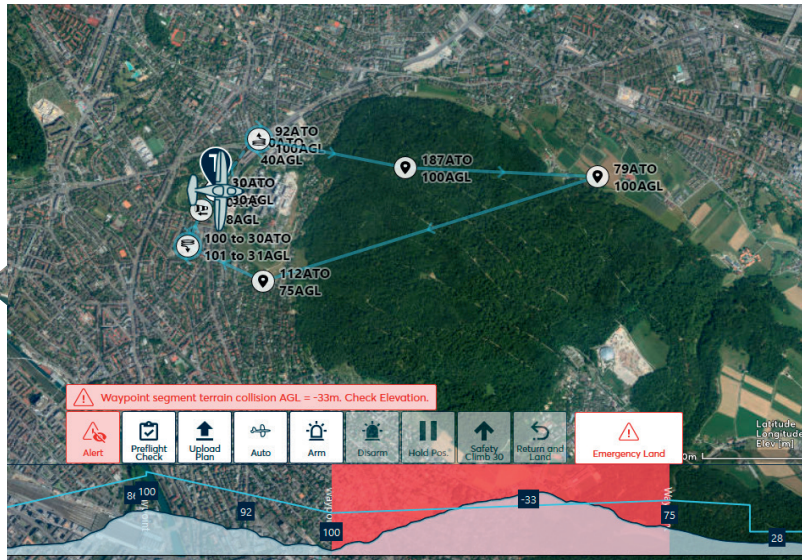 92ATO
100AGL
40AGL
187ATO
100AGL
79ATO
100AGL
30ATO
30AGL
8AGL
100 to 30ATO
101 to 31AGL
112ATO
75AGL
Waypoint segment terrain collision AGL = -33m. Check Elevation.
Alert
Preflight Check
Upload Plan
Auto
Arm
Disarm
Hold Pos.
Safety Climb 30
Return and Land
Emergency Land
Latitude
Longitude
Elev [m]
100
92
100
-33
75
28